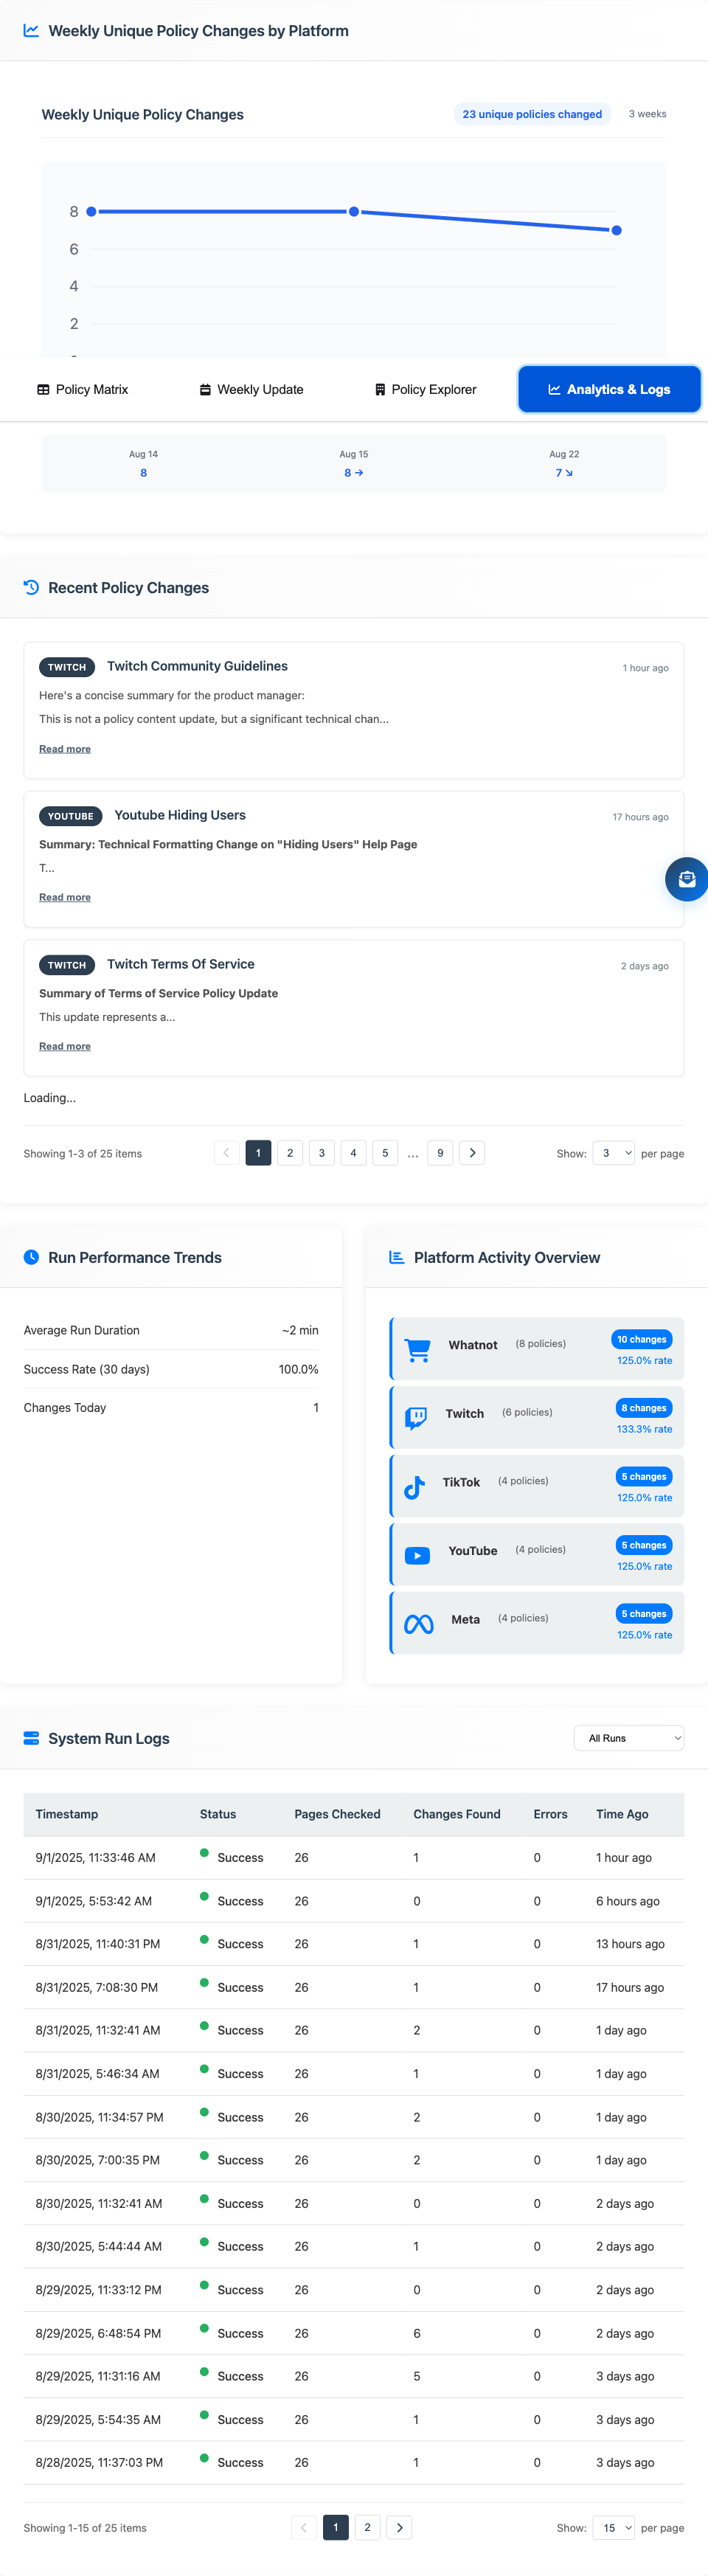 Weekly Unique Policy Changes by Platform
Weekly Unique Policy Changes 23 unique policies changed 3 weeks
8
6
4
2
Policy Matrix Weekly Update Policy Explorer Analytics & Logs
Aug 14 Aug 15 Aug 22
8 8 → 7 ↘
Recent Policy Changes
TWITCH Twitch Community Guidelines 1 hour ago
Here's a concise summary for the product manager:
This is not a policy content update, but a significant technical chan...
Read more
YOUTUBE Youtube Hiding Users 17 hours ago
Summary: Technical Formatting Change on "Hiding Users" Help Page
T...
Read more
TWITCH Twitch Terms Of Service 2 days ago
Summary of Terms of Service Policy Update
This update represents a...
Read more
Loading...
Showing 1-3 of 25 items 1 2 3 4 5 ... 9 Show: 3 per page
Run Performance Trends
Average Run Duration ~2 min
Success Rate (30 days) 100.0%
Changes Today 1
Platform Activity Overview
Whatnot (8 policies) 10 changes
125.0% rate
Twitch (6 policies) 8 changes
133.3% rate
TikTok (4 policies) 5 changes
125.0% rate
YouTube (4 policies) 5 changes
125.0% rate
Meta (4 policies) 5 changes
125.0% rate
System Run Logs All Runs
Timestamp Status Pages Checked Changes Found Errors Time Ago
9/1/2025, 11:33:46 AM Success 26 1 0 1 hour ago
9/1/2025, 5:53:42 AM Success 26 0 0 6 hours ago
8/31/2025, 11:40:31 PM Success 26 1 0 13 hours ago
8/31/2025, 7:08:30 PM Success 26 1 0 17 hours ago
8/31/2025, 11:32:41 AM Success 26 2 0 1 day ago
8/31/2025, 5:46:34 AM Success 26 1 0 1 day ago
8/30/2025, 11:34:57 PM Success 26 2 0 1 day ago
8/30/2025, 7:00:35 PM Success 26 2 0 1 day ago
8/30/2025, 11:32:41 AM Success 26 0 0 2 days ago
8/30/2025, 5:44:44 AM Success 26 1 0 2 days ago
8/29/2025, 11:33:12 PM Success 26 0 0 2 days ago
8/29/2025, 6:48:54 PM Success 26 6 0 2 days ago
8/29/2025, 11:31:16 AM Success 26 5 0 3 days ago
8/29/2025, 5:54:35 AM Success 26 1 0 3 days ago
8/28/2025, 11:37:03 PM Success 26 1 0 3 days ago
Showing 1-15 of 25 items 1 2 Show: 15 per page